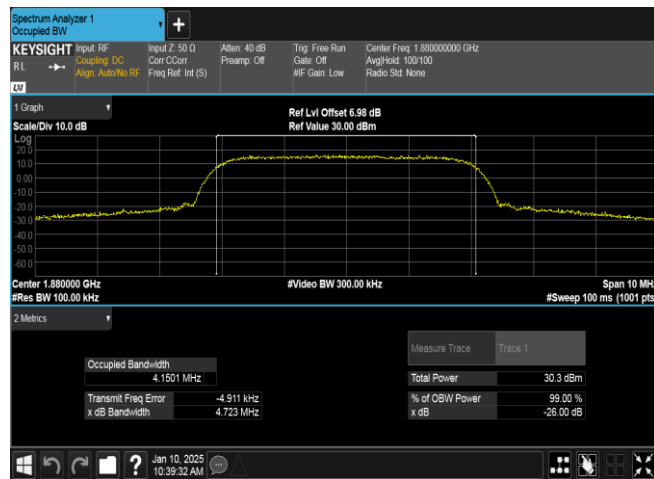 Spectrum Analyzer 1
Occupied BW
KEYSIGHT
RL
LXI
Input: RF
Coupling: DC
Align: Auto/No RF
Input Z: 50 Ω
Corr CCorr
Freq Ref: Int (S)
Atten: 40 dB
Preamp: Off
Trig: Free Run
Gate: Off
#IF Gain: Low
Center Freq: 1.880000000 GHz
Avg|Hold: 100/100
Radio Std: None
1 Graph
Scale/Div 10.0 dB
Ref Lvl Offset 6.98 dB
Ref Value 30.00 dBm
Log
20.0
10.0
0.00
-10.0
-20.0
-30.0
-40.0
-50.0
-60.0
Center 1.880000 GHz
#Res BW 100.00 kHz
#Video BW 300.00 kHz
Span 10 MHz
#Sweep 100 ms (1001 pts
2 Metrics
Measure Trace Trace 1
Occupied Bandwidth
4.1501 MHz
Total Power 30.3 dBm
Transmit Freq Error -4.911 kHz
% of OBW Power 99.00 %
x dB Bandwidth 4.723 MHz
x dB -26.00 dB
?
Jan 10, 2025
10:39:32 AM